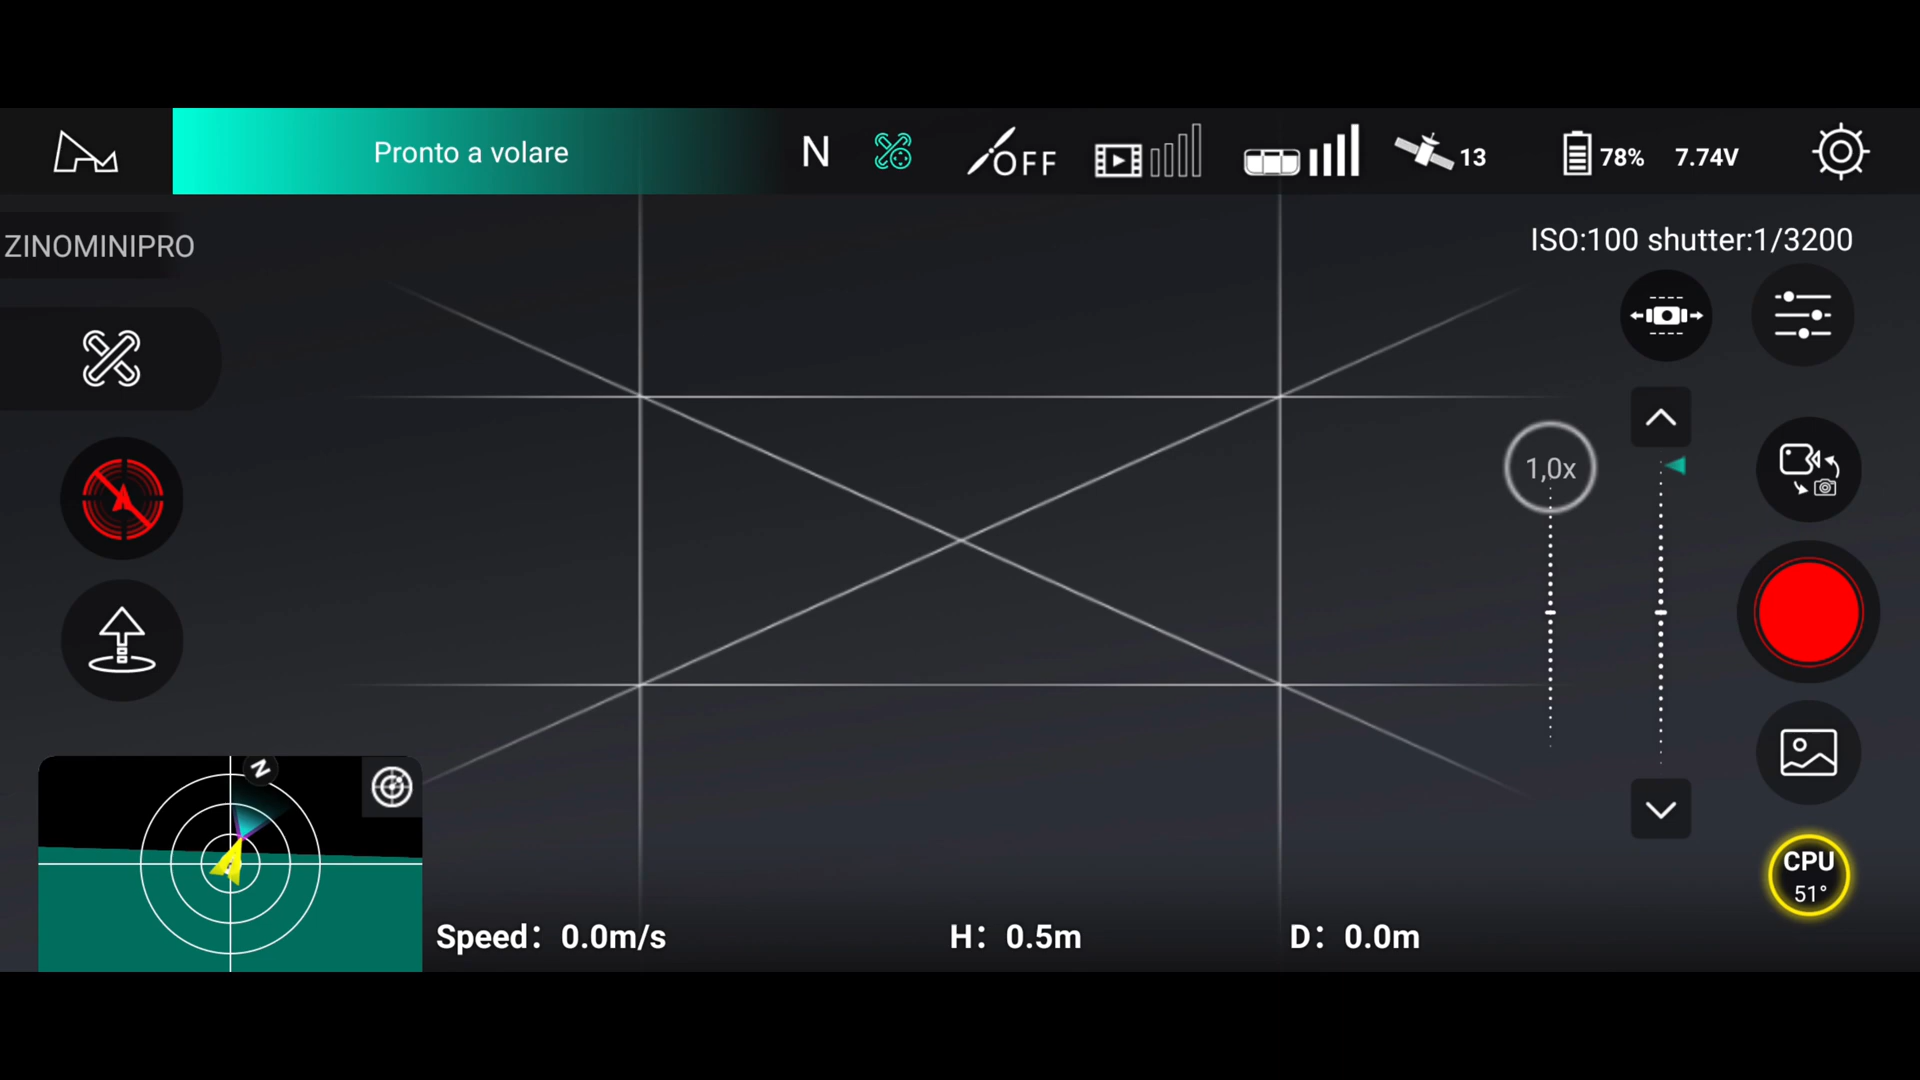 Pronto a volare
N
OFF
13
78%
7.74V
ZINOMINIPRO
ISO:100 shutter:1/3200
1,0x
CPU
51°
N
Speed: 0.0m/s
H: 0.5m
D: 0.0m